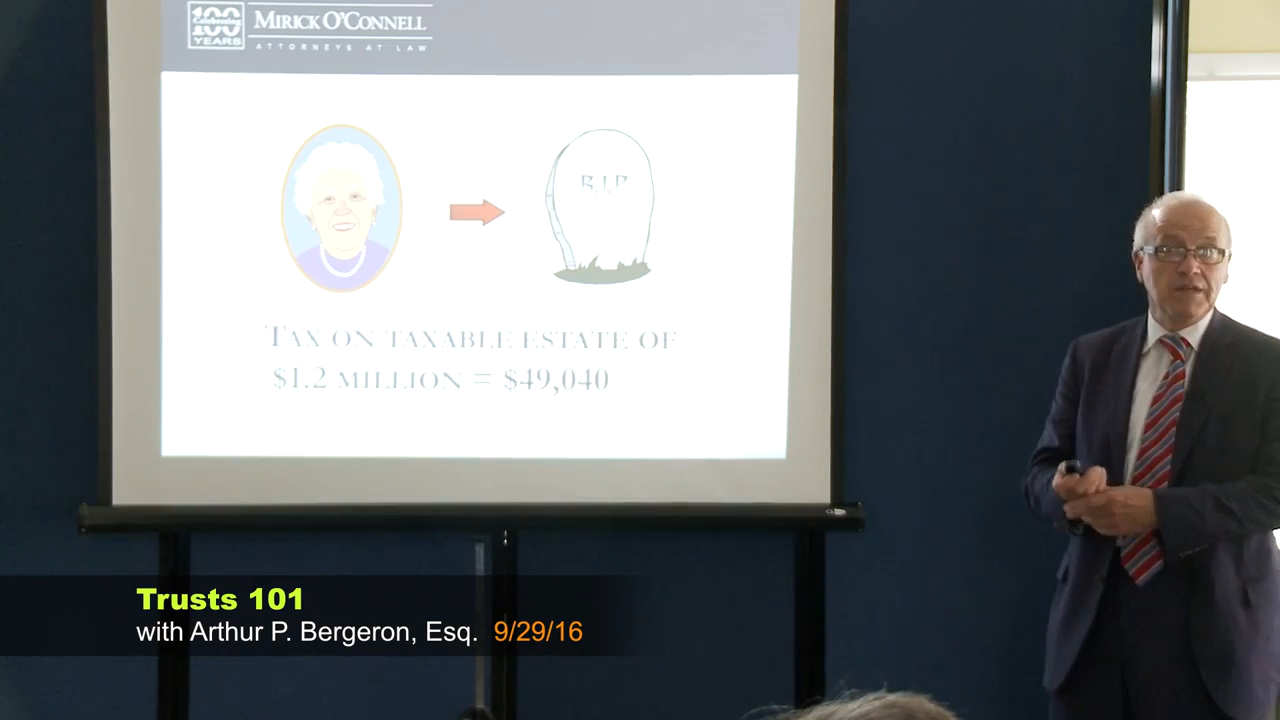 Celebrating
100
YEARS
MIRICK O'CONNELL
ATTORNEYS AT LAW
R.I.P
TAX ON TAXABLE ESTATE OF
$1.2 MILLION = $49,040
Trusts 101
with Arthur P. Bergeron, Esq. 9/29/16